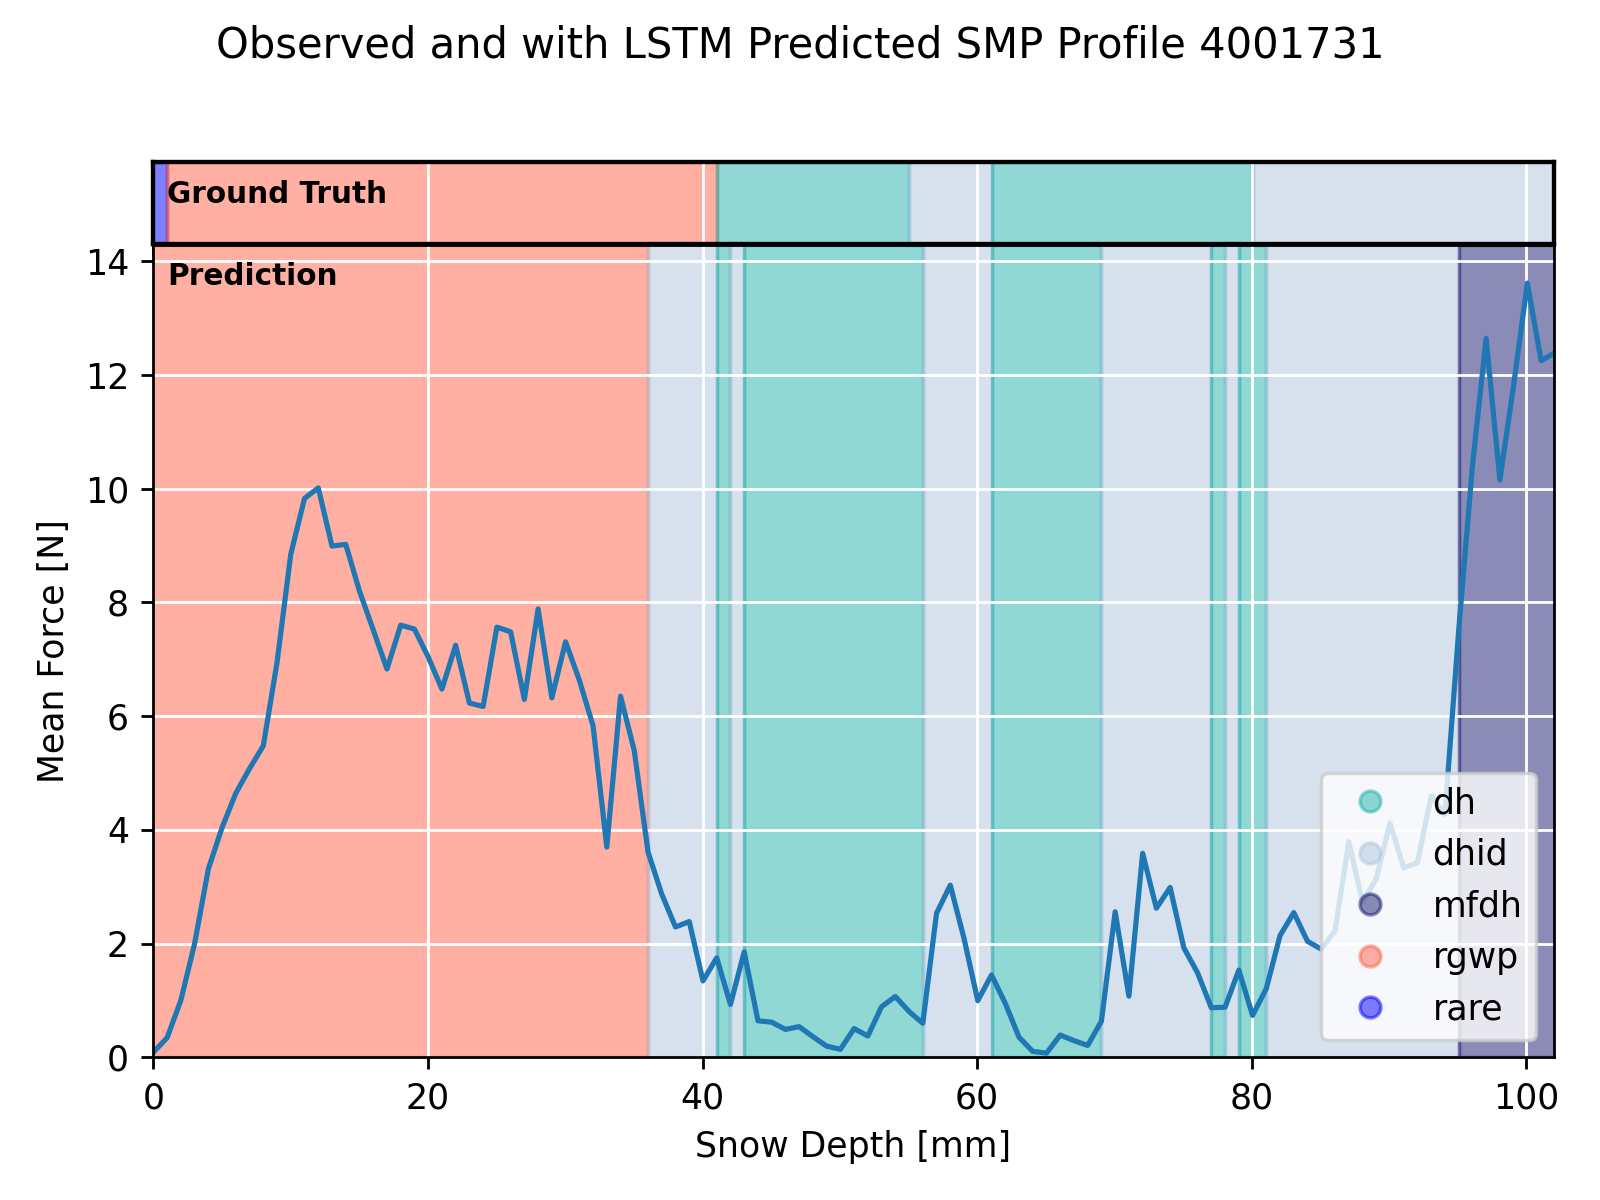 Observed and with LSTM Predicted SMP Profile 4001731
Ground Truth
Prediction
14
12
10
8
6
4
2
0
Mean Force [N]
dh
dhid
mfdh
rgwp
rare
0 20 40 60 80 100
Snow Depth [mm]